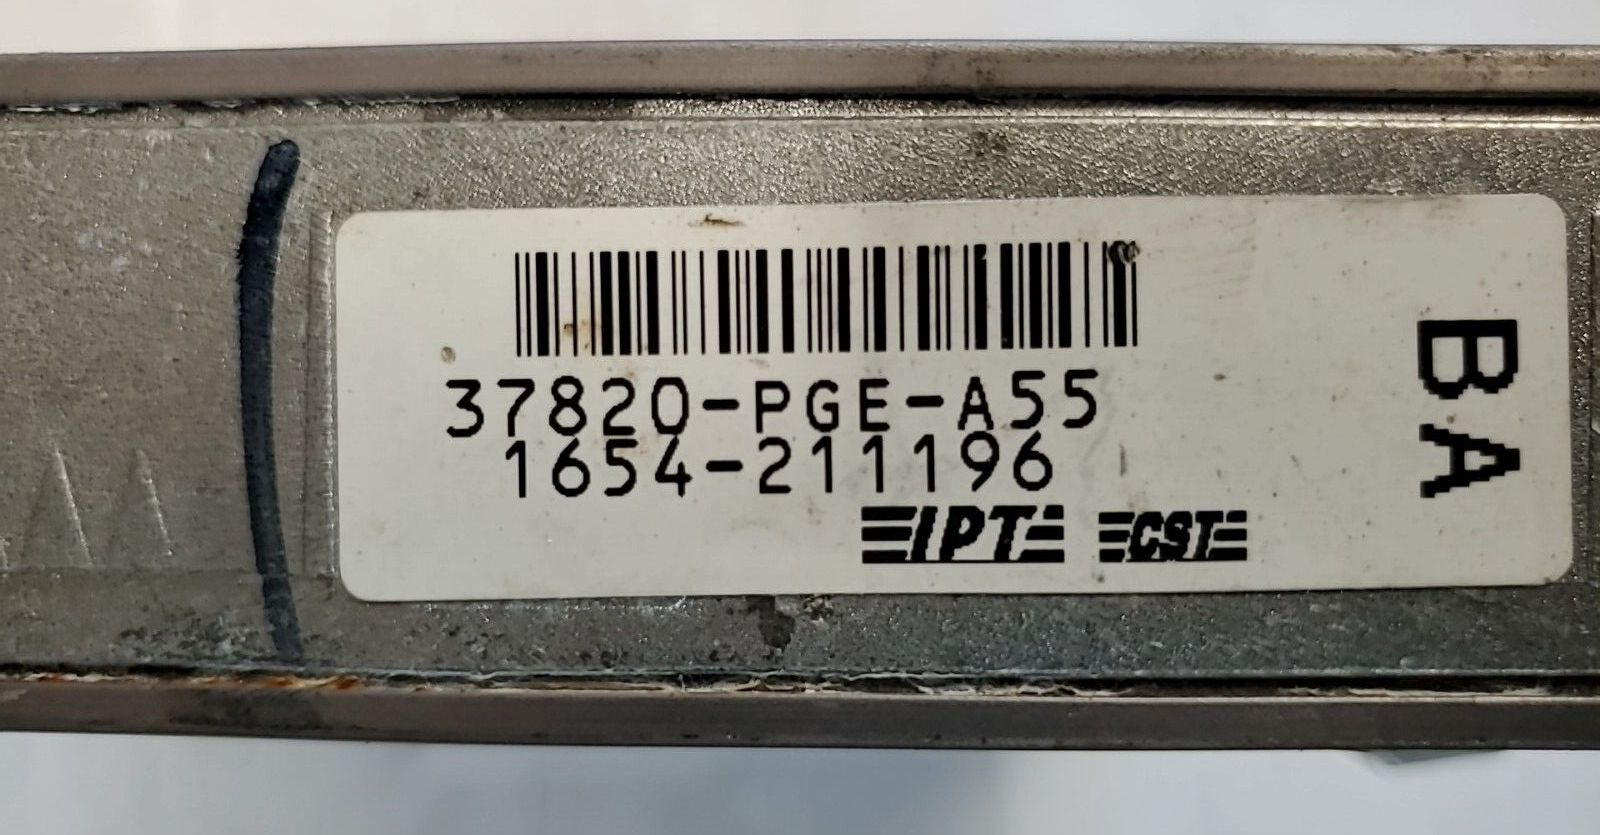 37820-PGE-A55
1654-211196
IPT CST
BA